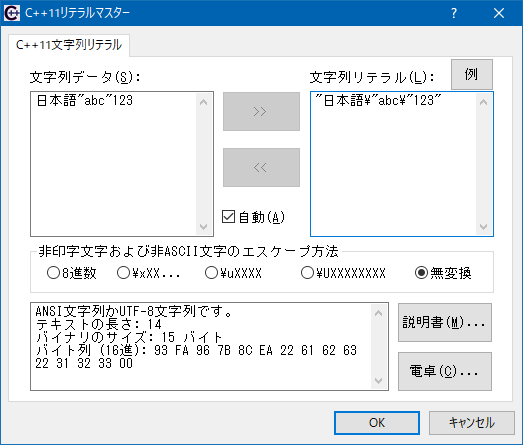 C++11リテラルマスター
C++11文字列リテラル
文字列データ(S):
文字列リテラル(L):
例
日本語"abc"123
>>
"日本語¥"abc¥"123"
<<
自動(A)
非印字文字および非ASCII文字のエスケープ方法
8進数
¥xXX...
¥uXXXX
¥UXXXXXXXX
無変換
ANSI文字列かUTF-8文字列です。
テキストの長さ: 14
バイナリのサイズ: 15 バイト
バイト列 (16進): 93 FA 96 7B 8C EA 22 61 62 63
22 31 32 33 00
説明書(M)...
電卓(C)...
OK
キャンセル